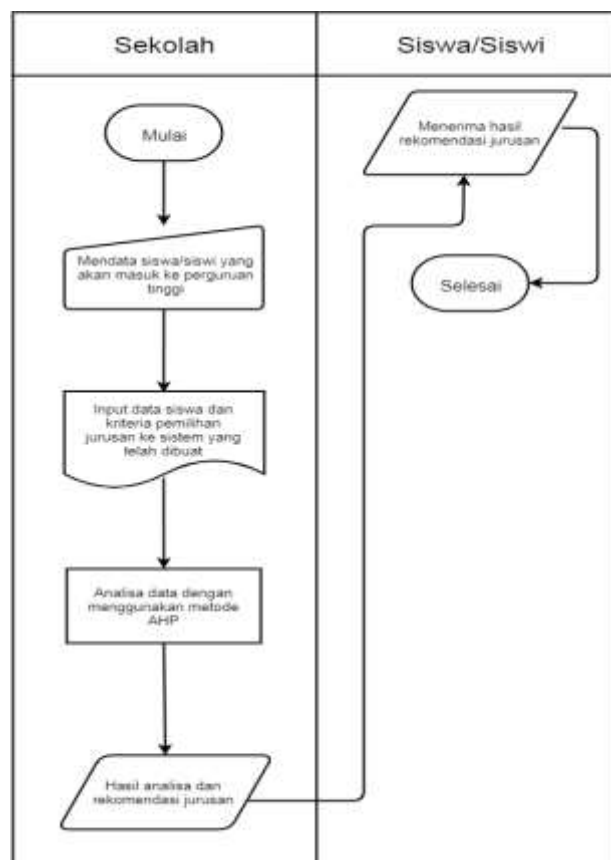 Sekolah
Siswa/Siswi
Mulai
Mendata siswa/siswi yang
akan masuk ke perguruan
tinggi
Input data siswa dan
kriteria pemilihan
jurusan ke sistem yang
telah dibuat
Analisa data dengan
menggunakan metode
AHP
Hasil analisa dan
rekomendasi jurusan
Menerima hasil
rekomendasi jurusan
Selesai